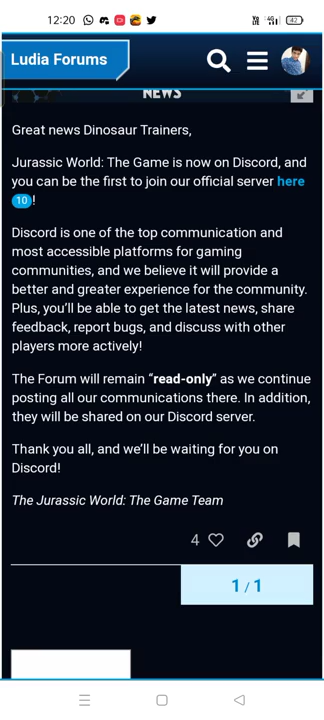 12:20
42
Ludia Forums
NEWS
Great news Dinosaur Trainers,
Jurassic World: The Game is now on Discord, and
you can be the first to join our official server here
10 !
Discord is one of the top communication and
most accessible platforms for gaming
communities, and we believe it will provide a
better and greater experience for the community.
Plus, you’ll be able to get the latest news, share
feedback, report bugs, and discuss with other
players more actively!
The Forum will remain “read-only” as we continue
posting all our communications there. In addition,
they will be shared on our Discord server.
Thank you all, and we’ll be waiting for you on
Discord!
The Jurassic World: The Game Team
4
1 / 1